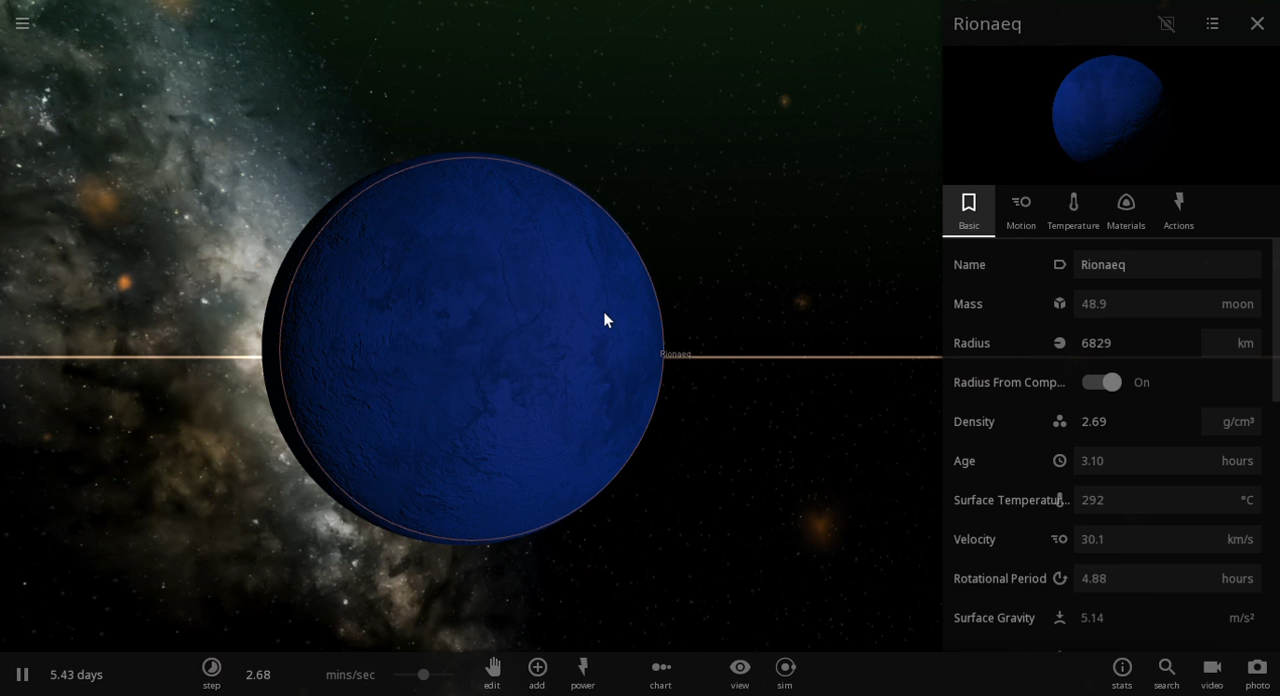 Rionaeq
Rionaeq
Basic Motion Temperature Materials Actions
Name Rionaeq
Mass 48.9 moon
Radius 6829 km
Radius From Comp... On
Density 2.69 g/cm³
Age 3.10 hours
Surface Temperatur... 292 °C
Velocity 30.1 km/s
Rotational Period 4.88 hours
Surface Gravity 5.14 m/s²
5.43 days step 2.68 mins/sec edit add power chart view sim stats search video photo